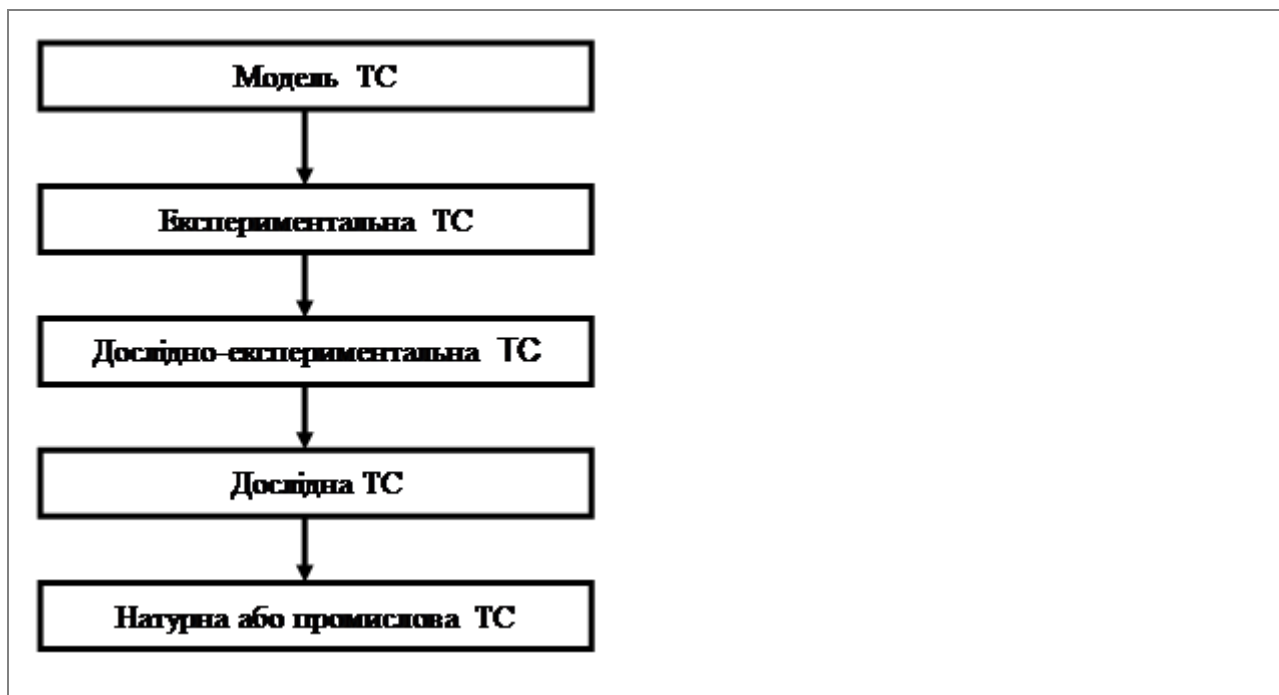 Модель ТС
Експериментальна ТС
Дослідно-експериментальна ТС
Дослідна ТС
Натурна або промислова ТС